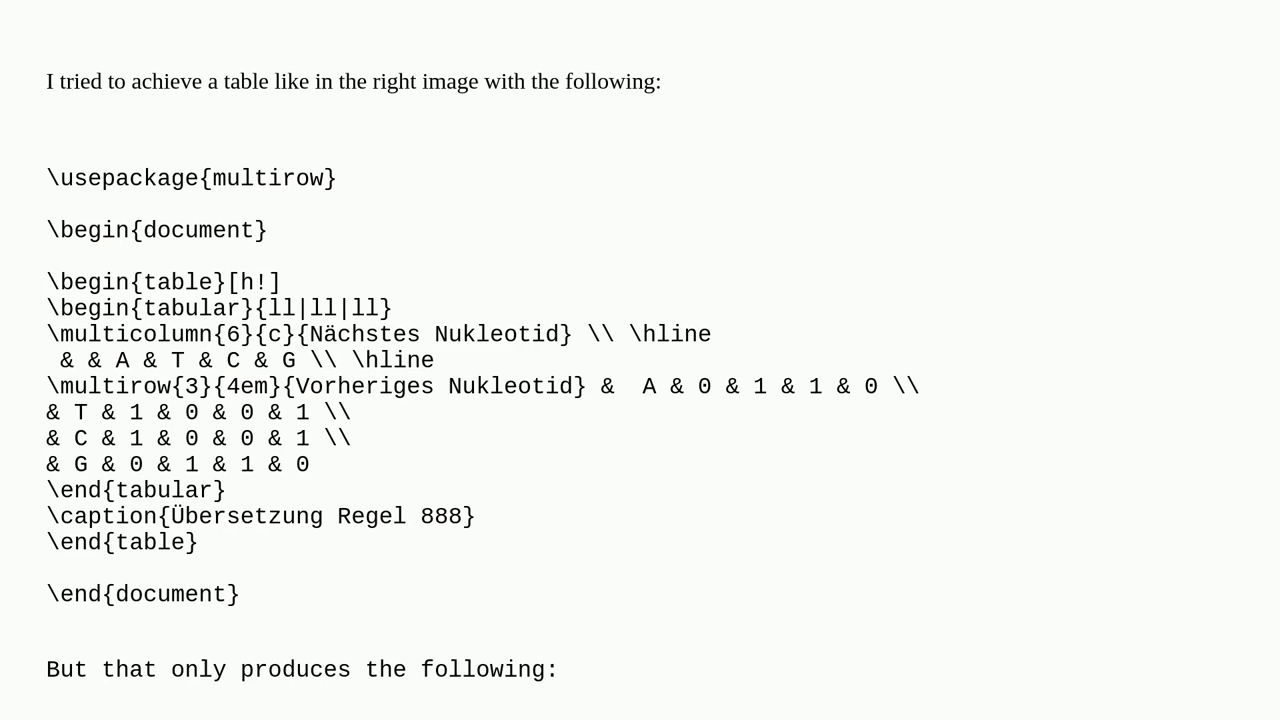 I tried to achieve a table like in the right image with the following:
\usepackage{multirow}
\begin{document}
\begin{table}[h!]
\begin{tabular}{ll|ll|ll}
\multicolumn{6}{c}{Nächstes Nukleotid} \\ \hline
 & & A & T & C & G \\ \hline
\multirow{3}{4em}{Vorheriges Nukleotid} &  A & 0 & 1 & 1 & 0 \\
& T & 1 & 0 & 0 & 1 \\
& C & 1 & 0 & 0 & 1 \\
& G & 0 & 1 & 1 & 0
\end{tabular}
\caption{Übersetzung Regel 888}
\end{table}
\end{document}
But that only produces the following: